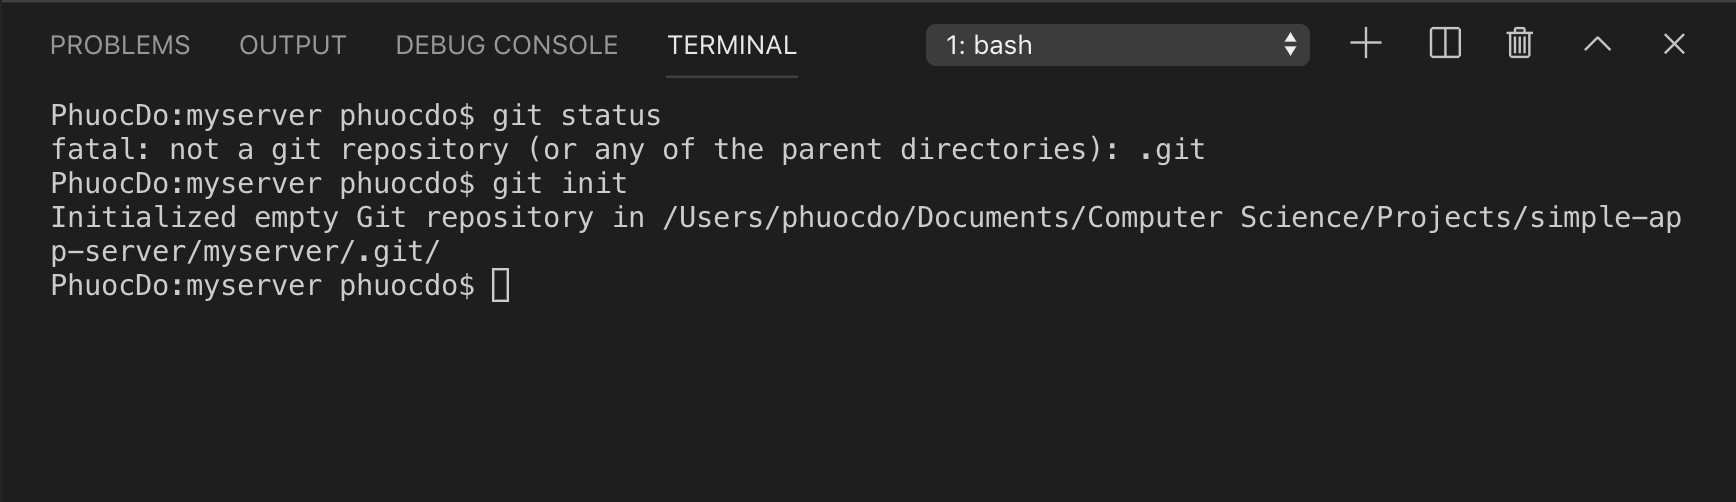 PROBLEMS OUTPUT DEBUG CONSOLE TERMINAL 1: bash
PhuocDo:myserver phuocdo$ git status
fatal: not a git repository (or any of the parent directories): .git
PhuocDo:myserver phuocdo$ git init
Initialized empty Git repository in /Users/phuocdo/Documents/Computer Science/Projects/simple-ap
p-server/myserver/.git/
PhuocDo:myserver phuocdo$